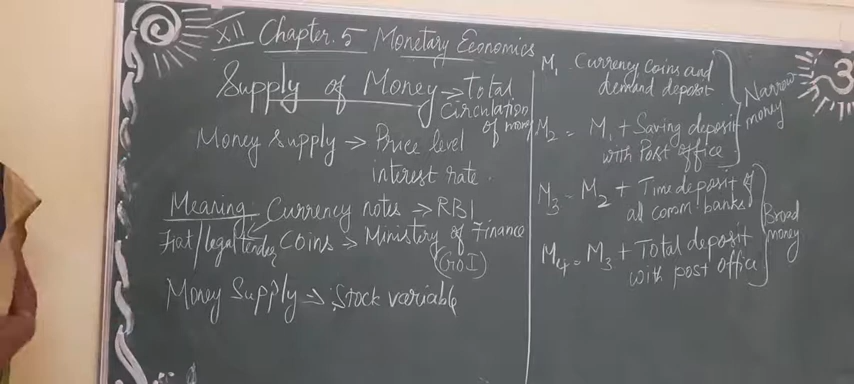 XII Chapter. 5 Monetary Economics
Supply of Money → Total
Circulation
of money
Money supply → Price level
interest rate.
Meaning: Currency notes → RBI
Fiat/legal tender Coins → Ministry of Finance
(GOI)
Money Supply → Stock variable
M1 Currency, Coins and
demand deposit
M2 = M1 + Saving deposit
with Post office
Narrow
money
M3 - M2 + Time deposit of
all comm. banks
M4 = M3 + Total deposit
with post office
Broad
money